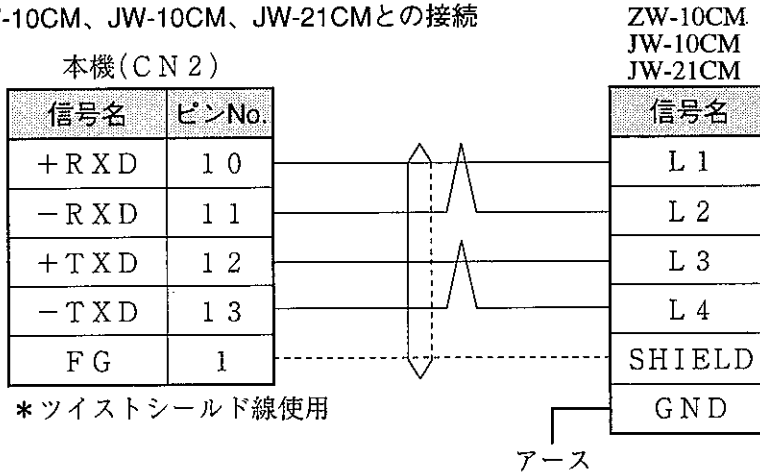 -10CM、JW-10CM、JW-21CMとの接続
ZW-10CM
JW-10CM
JW-21CM
本機(CN2)
信号名 ピンNo. 信号名
+RXD 10 L1
-RXD 11 L2
+TXD 12 L3
-TXD 13 L4
FG 1 SHIELD
GND
*ツイストシールド線使用
アース